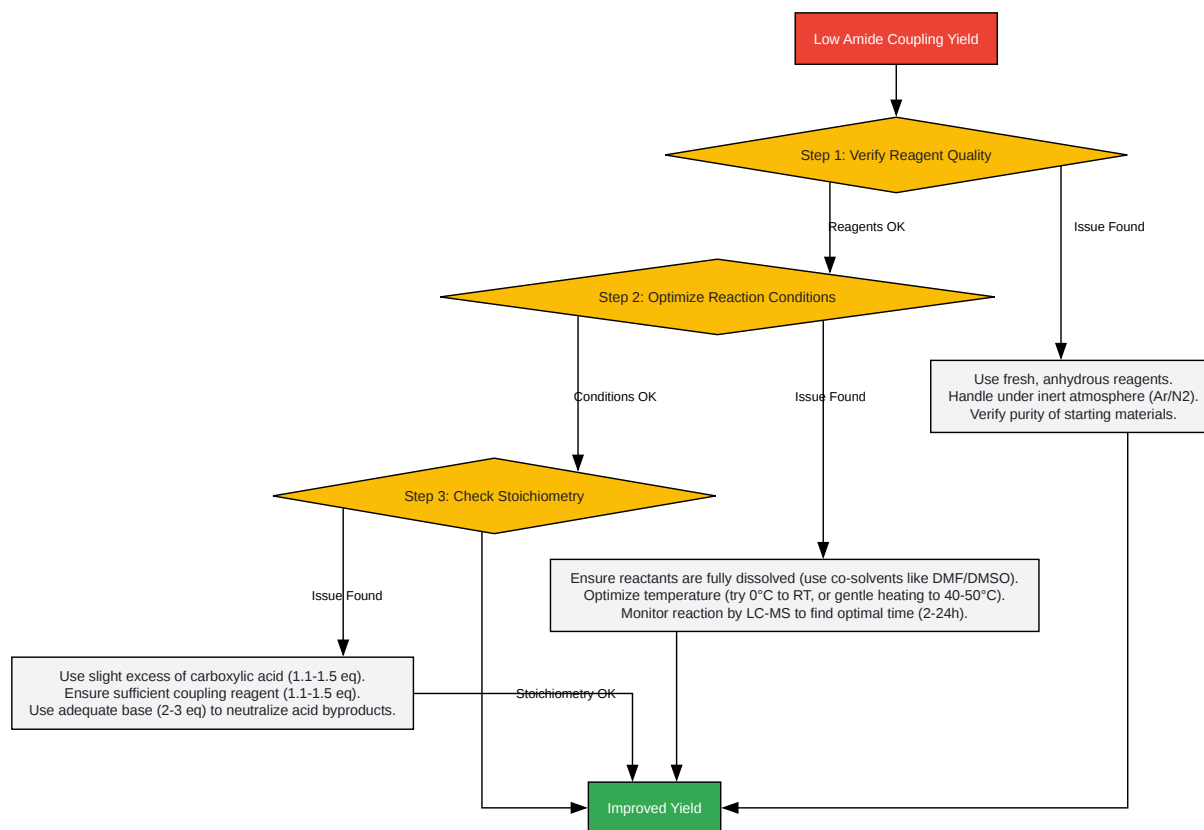 Low Amide Coupling Yield
Step 1: Verify Reagent Quality
Reagents OK
Issue Found
Step 2: Optimize Reaction Conditions
Use fresh, anhydrous reagents.
Handle under inert atmosphere (Ar/N2).
Verify purity of starting materials.
Conditions OK
Issue Found
Step 3: Check Stoichiometry
Ensure reactants are fully dissolved (use co-solvents like DMF/DMSO).
Optimize temperature (try 0°C to RT, or gentle heating to 40-50°C).
Monitor reaction by LC-MS to find optimal time (2-24h).
Issue Found
Use slight excess of carboxylic acid (1.1-1.5 eq).
Ensure sufficient coupling reagent (1.1-1.5 eq).
Use adequate base (2-3 eq) to neutralize acid byproducts.
Stoichiometry OK
Improved Yield